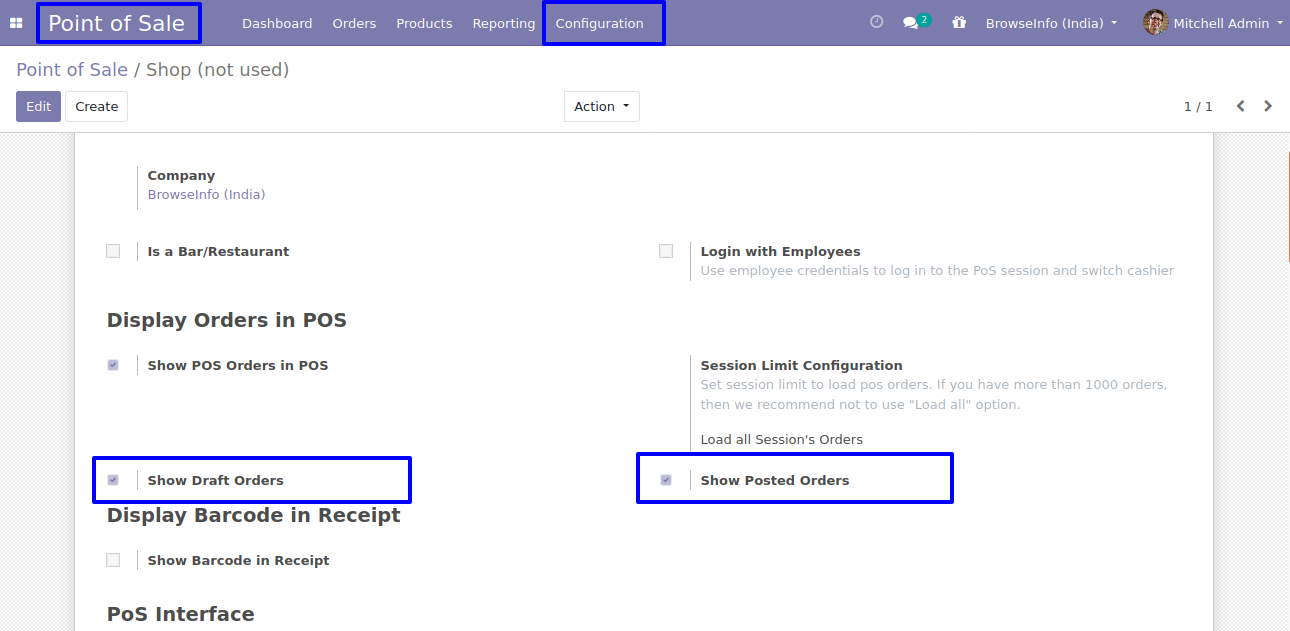 Point of Sale Dashboard Orders Products Reporting Configuration 2 BrowseInfo (India) Mitchell Admin
Point of Sale / Shop (not used)
Edit Create Action 1 / 1
Company
BrowseInfo (India)
Is a Bar/Restaurant
Login with Employees
Use employee credentials to log in to the PoS session and switch cashier
Display Orders in POS
Show POS Orders in POS
Session Limit Configuration
Set session limit to load pos orders. If you have more than 1000 orders,
then we recommend not to use "Load all" option.
Load all Session's Orders
Show Draft Orders
Show Posted Orders
Display Barcode in Receipt
Show Barcode in Receipt
PoS Interface